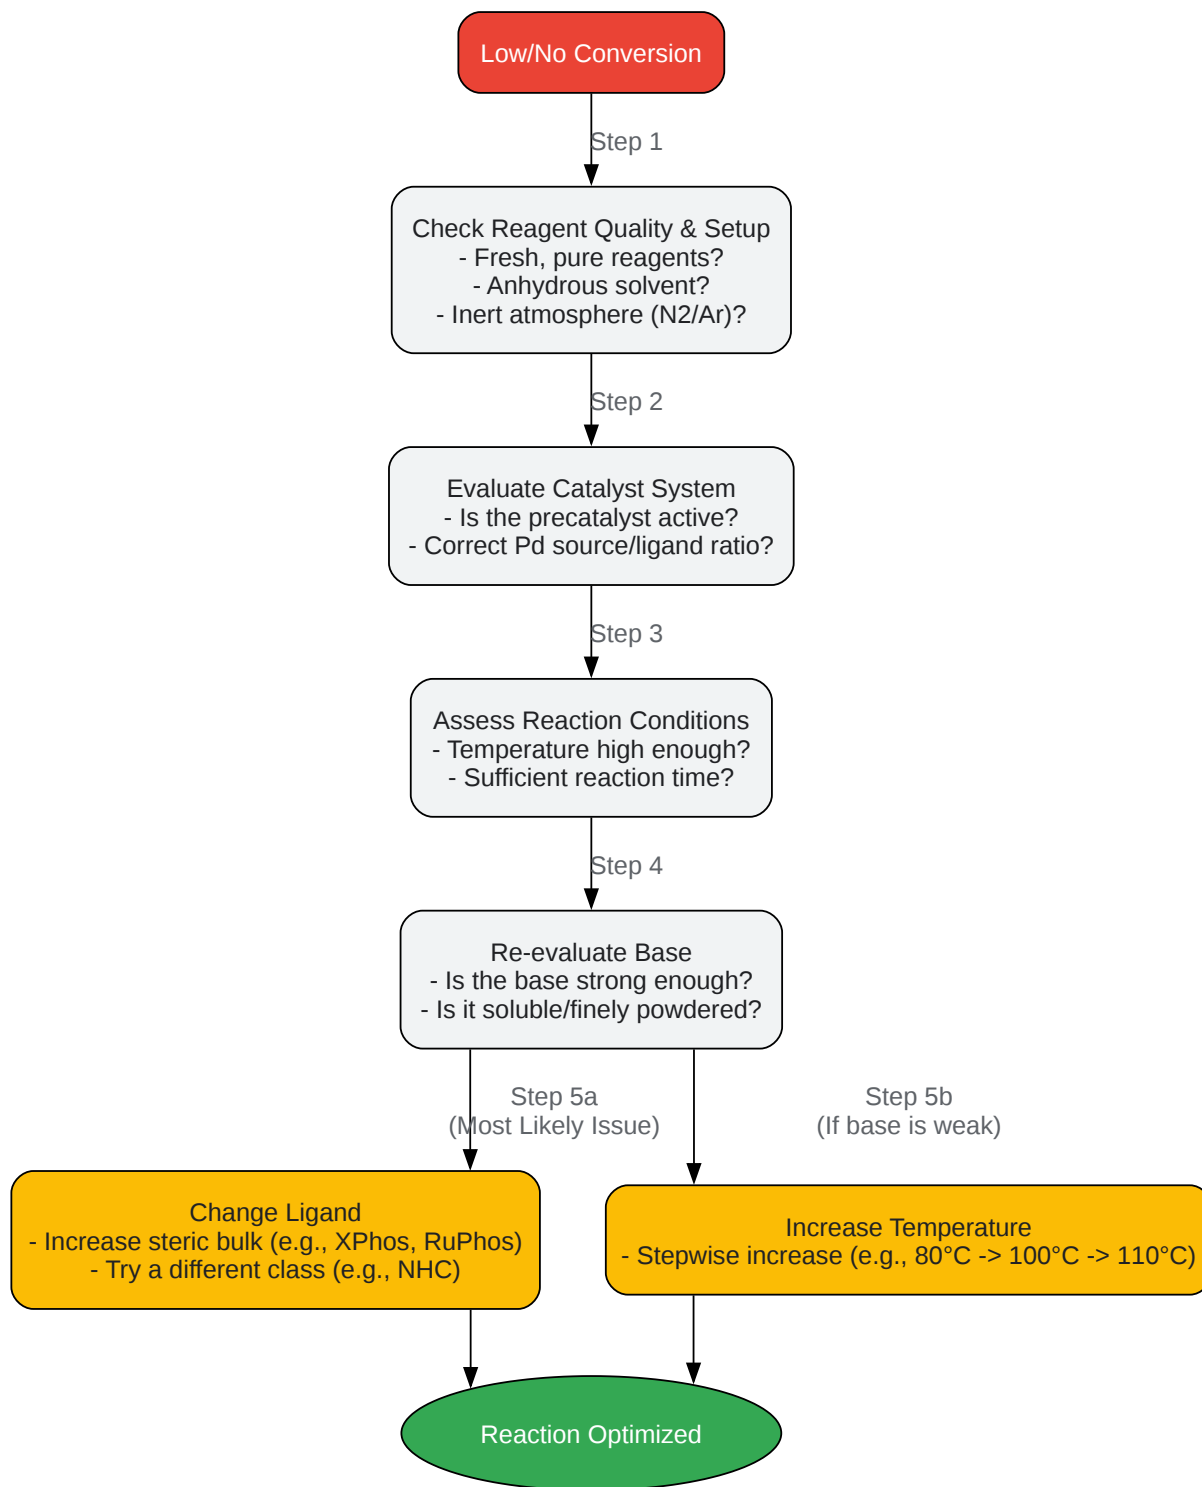 Low/No Conversion
Step 1
Check Reagent Quality & Setup
- Fresh, pure reagents?
- Anhydrous solvent?
- Inert atmosphere (N2/Ar)?
Step 2
Evaluate Catalyst System
- Is the precatalyst active?
- Correct Pd source/ligand ratio?
Step 3
Assess Reaction Conditions
- Temperature high enough?
- Sufficient reaction time?
Step 4
Re-evaluate Base
- Is the base strong enough?
- Is it soluble/finely powdered?
Step 5a
(Most Likely Issue)
Step 5b
(If base is weak)
Change Ligand
- Increase steric bulk (e.g., XPhos, RuPhos)
- Try a different class (e.g., NHC)
Increase Temperature
- Stepwise increase (e.g., 80°C -> 100°C -> 110°C)
Reaction Optimized